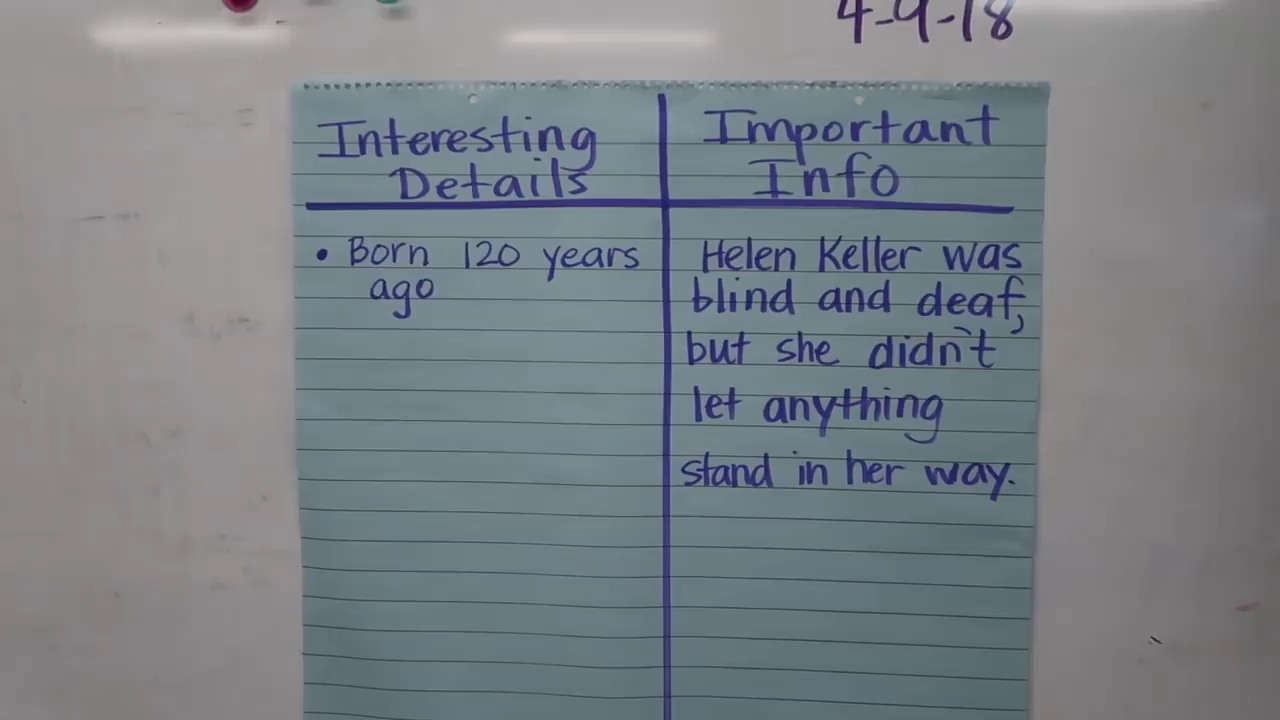 4-9-18
Interesting
Details
Important
Info
• Born 120 years
ago
Helen Keller was
blind and deaf,
but she didn't
let anything
stand in her way.